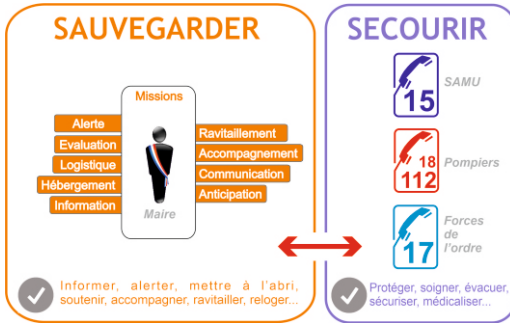 SAUVEGARDER
Missions
Alerte
Evaluation
Logistique
Hébergement
Information
Ravitaillement
Accompagnement
Communication
Anticipation
Maire
Informer, alerter, mettre à l'abri,
soutenir, accompagner, ravitailler, reloger...
SECOURIR
15
SAMU
18
112
Pompiers
17
Forces
de
l'ordre
Protéger, soigner, évacuer,
sécuriser, médicaliser...